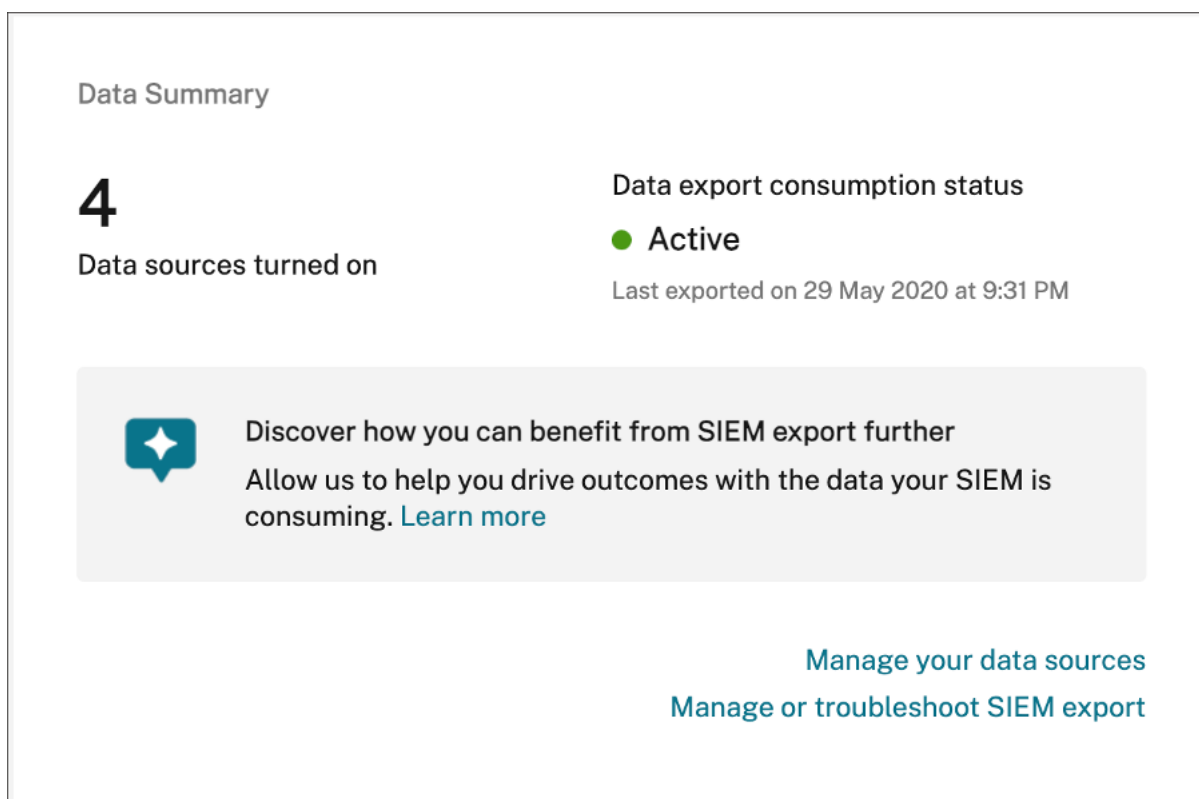 Data Summary
4
Data sources turned on
Data export consumption status
Active
Last exported on 29 May 2020 at 9:31 PM
Discover how you can benefit from SIEM export further
Allow us to help you drive outcomes with the data your SIEM is
consuming. Learn more
Manage your data sources
Manage or troubleshoot SIEM export